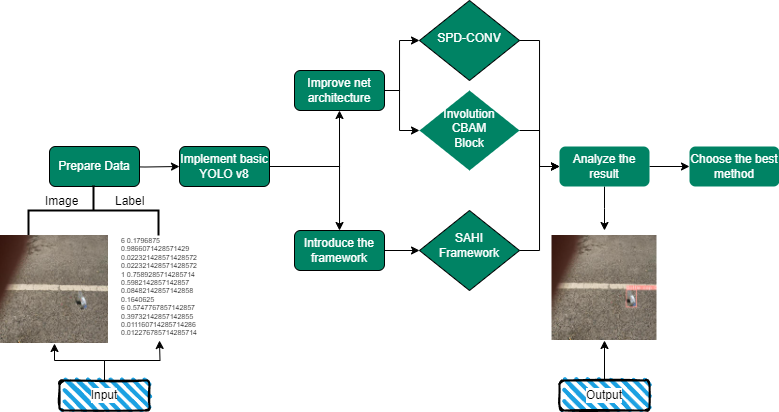 SPD-CONV
Improve net
architecture
Involution
CBAM
Block
Prepare Data
Implement basic
YOLO v8
Analyze the
result
Choose the best
method
Image
Label
Introduce the
framework
SAHI
Framework
6 0.1796875
0.9866071428571429
0.022321428571428572
0.022321428571428572
1 0.7589285714285714
0.59821428571428​57
0.08482142857142858
0.1640625
6 0.5747767857142857
0.39732142857142855
0.011160714285714286
0.012276785714285714
Input
Output